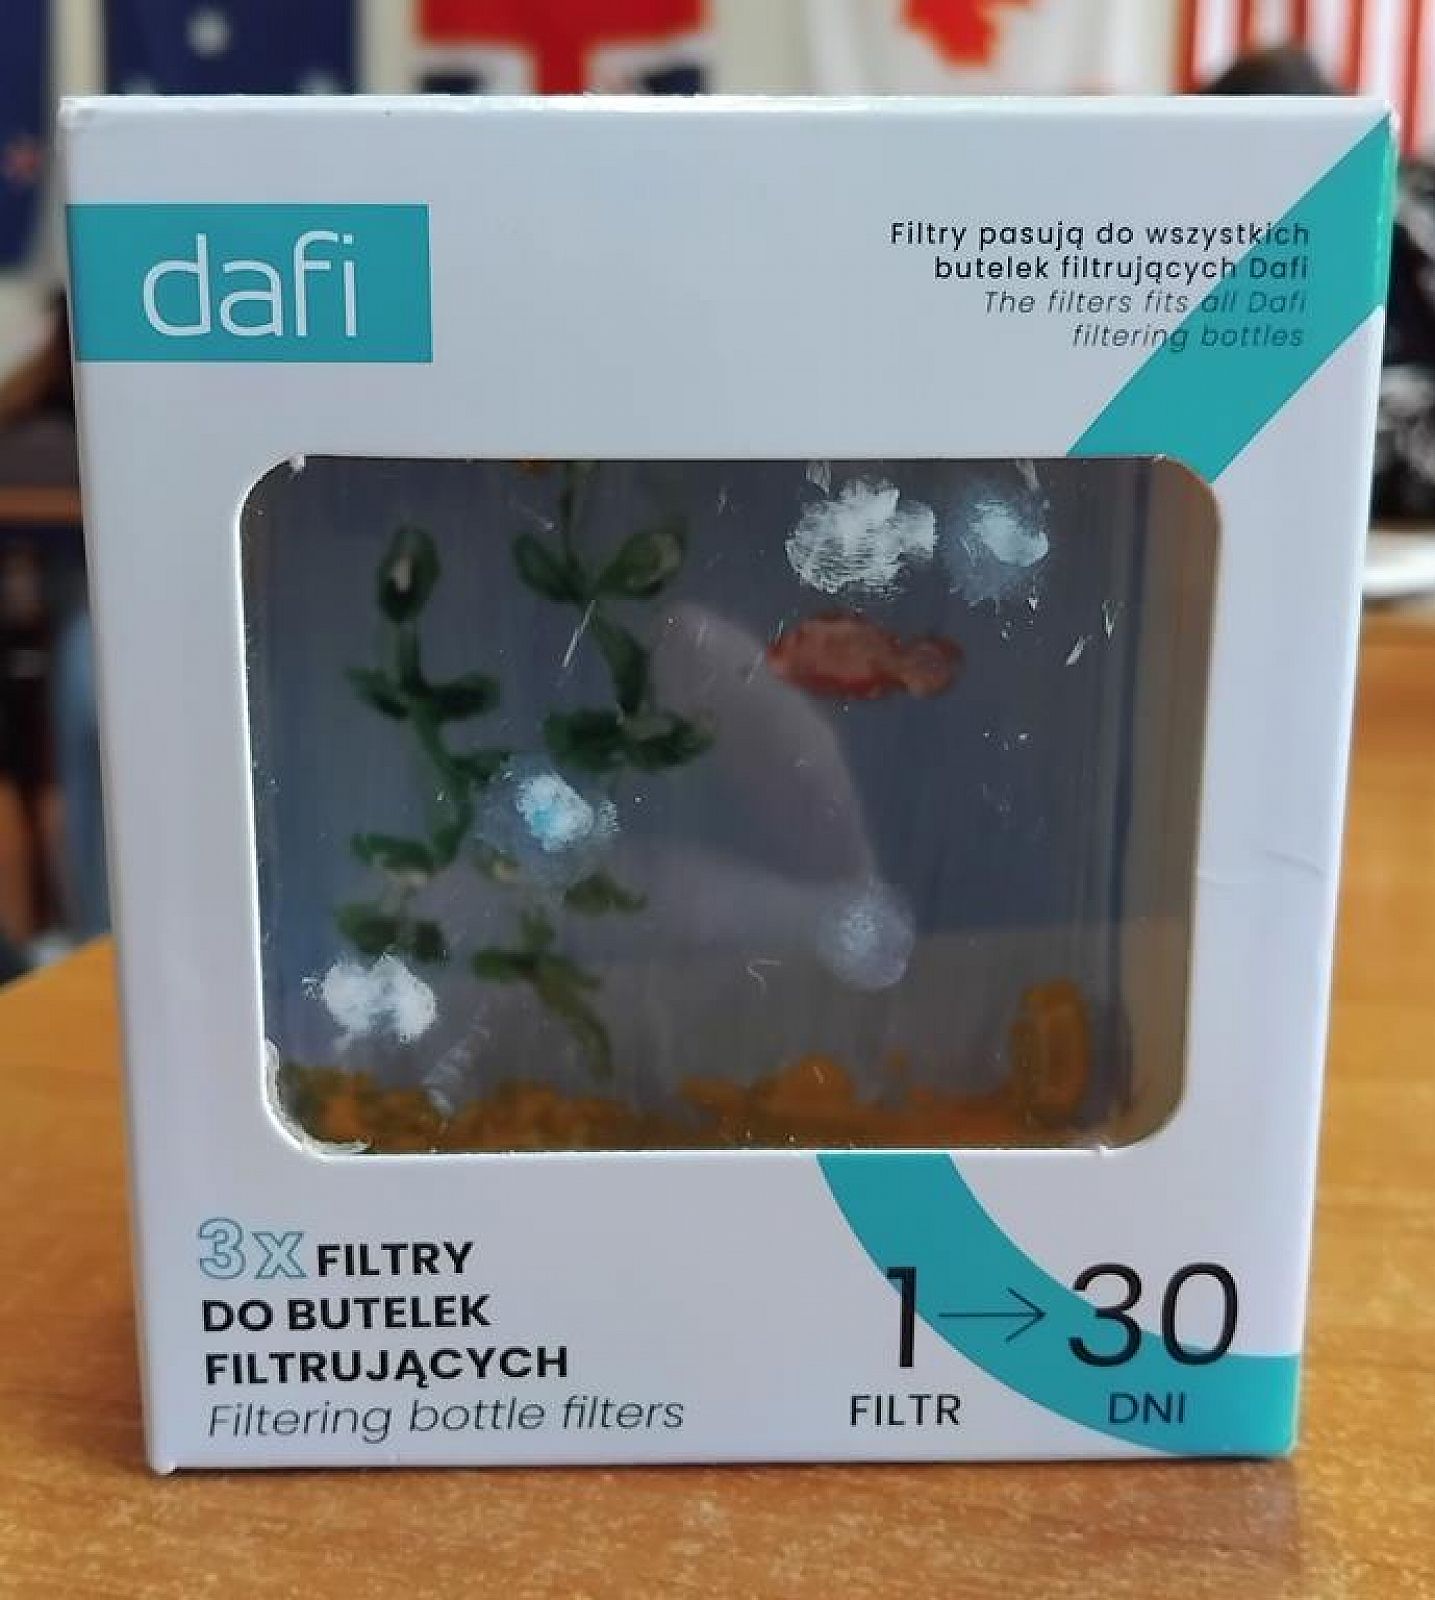 dafi
Filtry pasują do wszystkich
butelek filtrujących Dafi
The filters fits all Dafi
filtering bottles
3x FILTRY
DO BUTELEK
FILTRUJĄCYCH
Filtering bottle filters
1 → 30
FILTR DNI